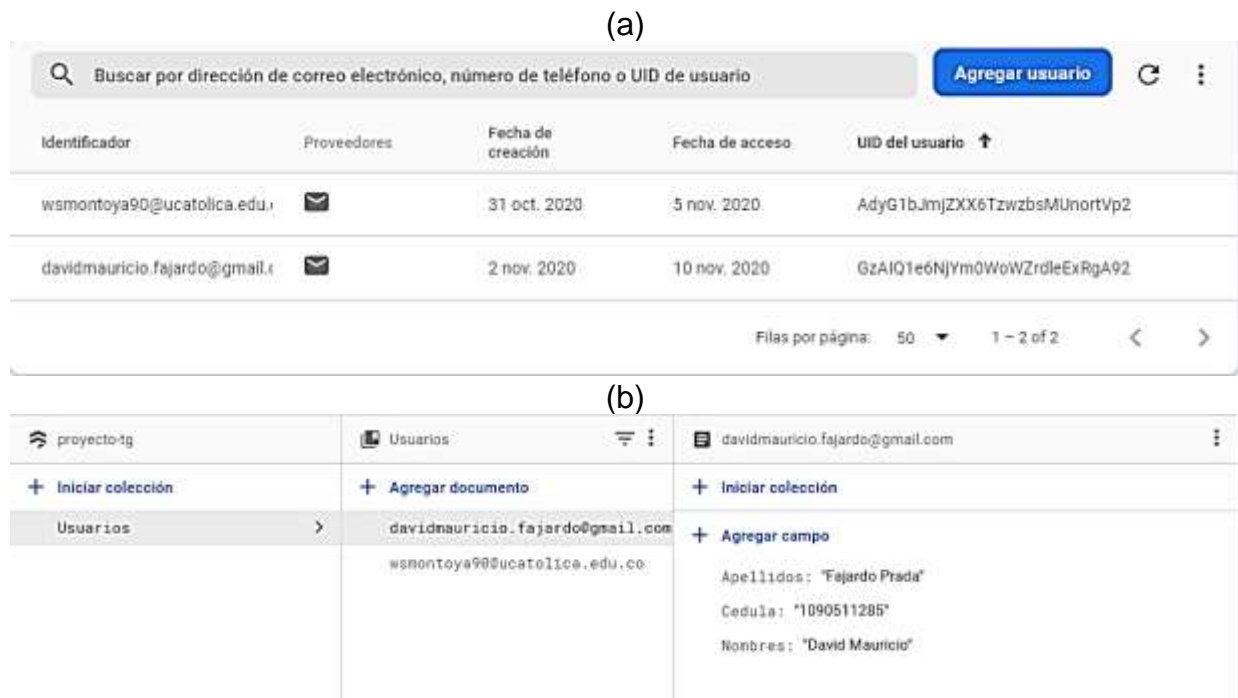 (a)
Buscar por dirección de correo electrónico, número de teléfono o UID de usuario Agregar usuario
Identificador Proveedores Fecha de creación Fecha de acceso UID del usuario
wsmontoya90@ucatolica.edu. 31 oct. 2020 5 nov. 2020
davidmauricio.fajardo@gmail.c 2 nov. 2020 10 nov. 2020
Filas por página: 50 1 – 2 of 2
(b)
proyecto-tg Usuarios davidmauricio.fajardo@gmail.com
+ Iniciar colección + Agregar documento + Iniciar colección
Usuarios davidmauricio.fajardo@gmail.com + Agregar campo
wsmontoya90@ucatolica.edu.co
Apellidos: "Fajardo Prada"
Cedula: "1090511285"
Nombres: "David Mauricio"